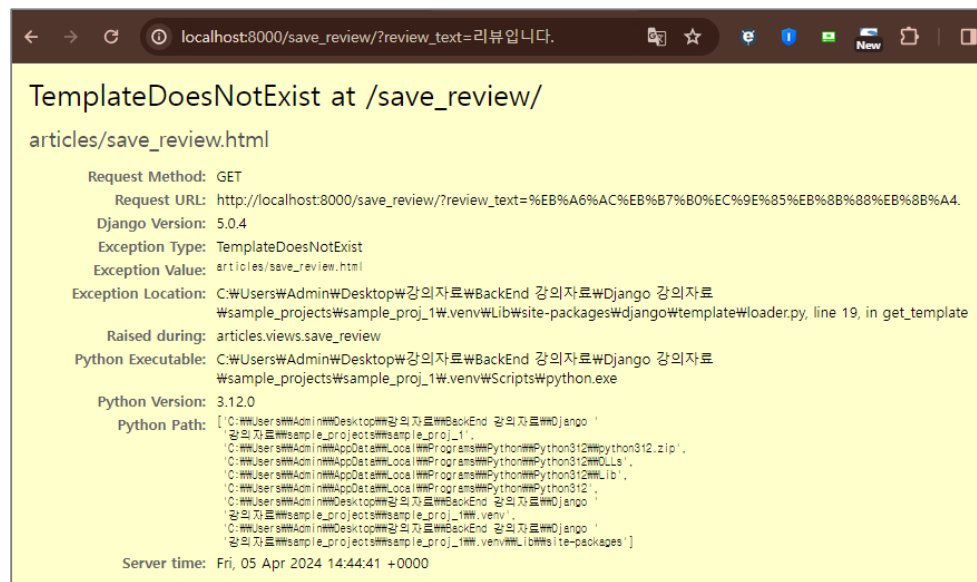 localhost:8000/save_review/?review_text=리뷰입니다.
New
TemplateDoesNotExist at /save_review/
articles/save_review.html
Request Method: GET
Request URL: http://localhost:8000/save_review/?review_text=%EB%A6%AC%EB%B7%B0%EC%9E%85%EB%8B%88%EB%8B%A4.
Django Version: 5.0.4
Exception Type: TemplateDoesNotExist
Exception Value: articles/save_review.html
Exception Location: C:₩Users₩Admin₩Desktop₩강의자료₩BackEnd 강의자료₩Django 강의자료
₩sample_projects₩sample_proj_1₩.venv₩Lib₩site-packages₩django₩template₩loader.py, line 19, in get_template
Raised during: articles.views.save_review
Python Executable: C:₩Users₩Admin₩Desktop₩강의자료₩BackEnd 강의자료₩Django 강의자료
₩sample_projects₩sample_proj_1₩.venv₩Scripts₩python.exe
Python Version: 3.12.0
Python Path: ['C:₩₩Users₩₩Admin₩₩Desktop₩₩강의자료₩₩BackEnd 강의자료₩₩Django '
'강의자료₩₩sample_projects₩₩sample_proj_1',
'C:₩₩Users₩₩Admin₩₩AppData₩₩Local₩₩Programs₩₩Python₩₩Python312₩₩python312.zip',
'C:₩₩Users₩₩Admin₩₩AppData₩₩Local₩₩Programs₩₩Python₩₩Python312₩₩DLLs',
'C:₩₩Users₩₩Admin₩₩AppData₩₩Local₩₩Programs₩₩Python₩₩Python312₩₩Lib',
'C:₩₩Users₩₩Admin₩₩AppData₩₩Local₩₩Programs₩₩Python₩₩Python312',
'C:₩₩Users₩₩Admin₩₩Desktop₩₩강의자료₩₩BackEnd 강의자료₩₩Django '
'강의자료₩₩sample_projects₩₩sample_proj_1₩₩.venv',
'C:₩₩Users₩₩Admin₩₩Desktop₩₩강의자료₩₩BackEnd 강의자료₩₩Django '
'강의자료₩₩sample_projects₩₩sample_proj_1₩₩.venv₩₩Lib₩₩site-packages']
Server time: Fri, 05 Apr 2024 14:44:41 +0000